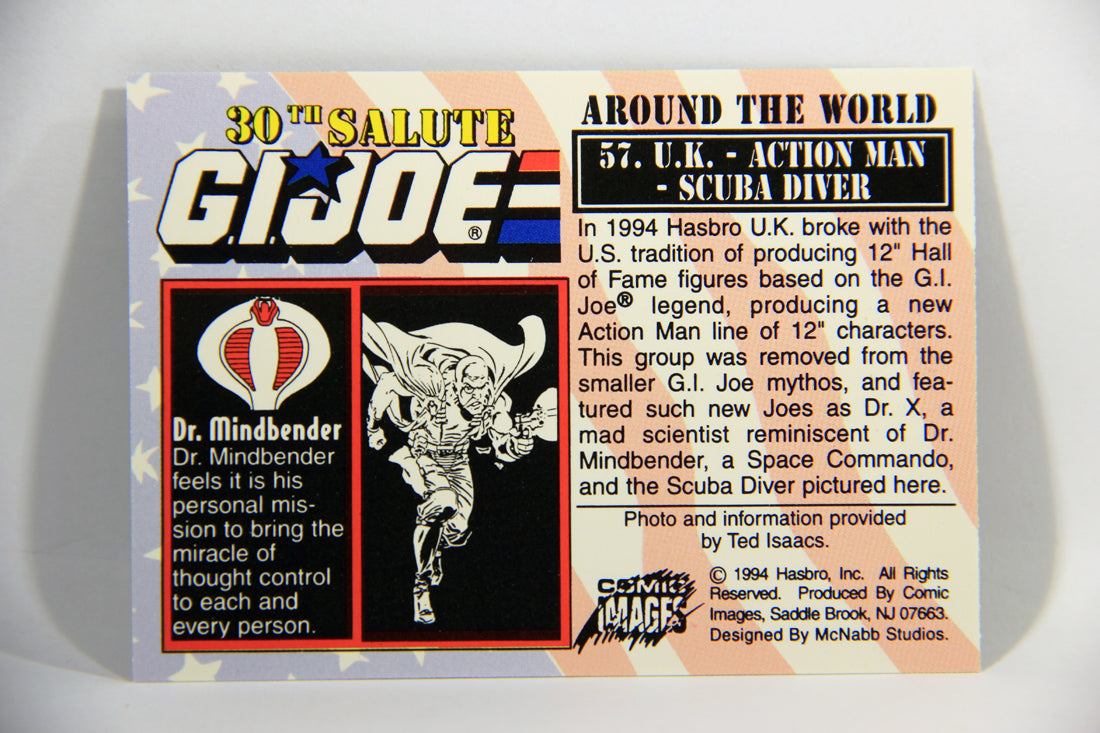 30TH SALUTE
G.I. JOE®
Dr. Mindbender
Dr. Mindbender
feels it is his
personal mis-
sion to bring the
miracle of
thought control
to each and
every person.
AROUND THE WORLD
57. U.K. - ACTION MAN
- SCUBA DIVER
In 1994 Hasbro U.K. broke with the
U.S. tradition of producing 12" Hall
of Fame figures based on the G.I.
Joe® legend, producing a new
Action Man line of 12" characters.
This group was removed from the
smaller G.I. Joe mythos, and fea-
tured such new Joes as Dr. X, a
mad scientist reminiscent of Dr.
Mindbender, a Space Commando,
and the Scuba Diver pictured here.
Photo and information provided
by Ted Isaacs.
COMIC
IMAGES
© 1994 Hasbro, Inc. All Rights
Reserved. Produced By Comic
Images, Saddle Brook, NJ 07663.
Designed By McNabb Studios.